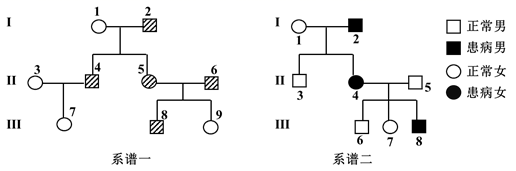 I 1 2 I 1 2 正常男
患病男
II 3 4 5 6 II 3 4 5 正常女
患病女
III 7 8 9 III 6 7 8
系谱一 系谱二